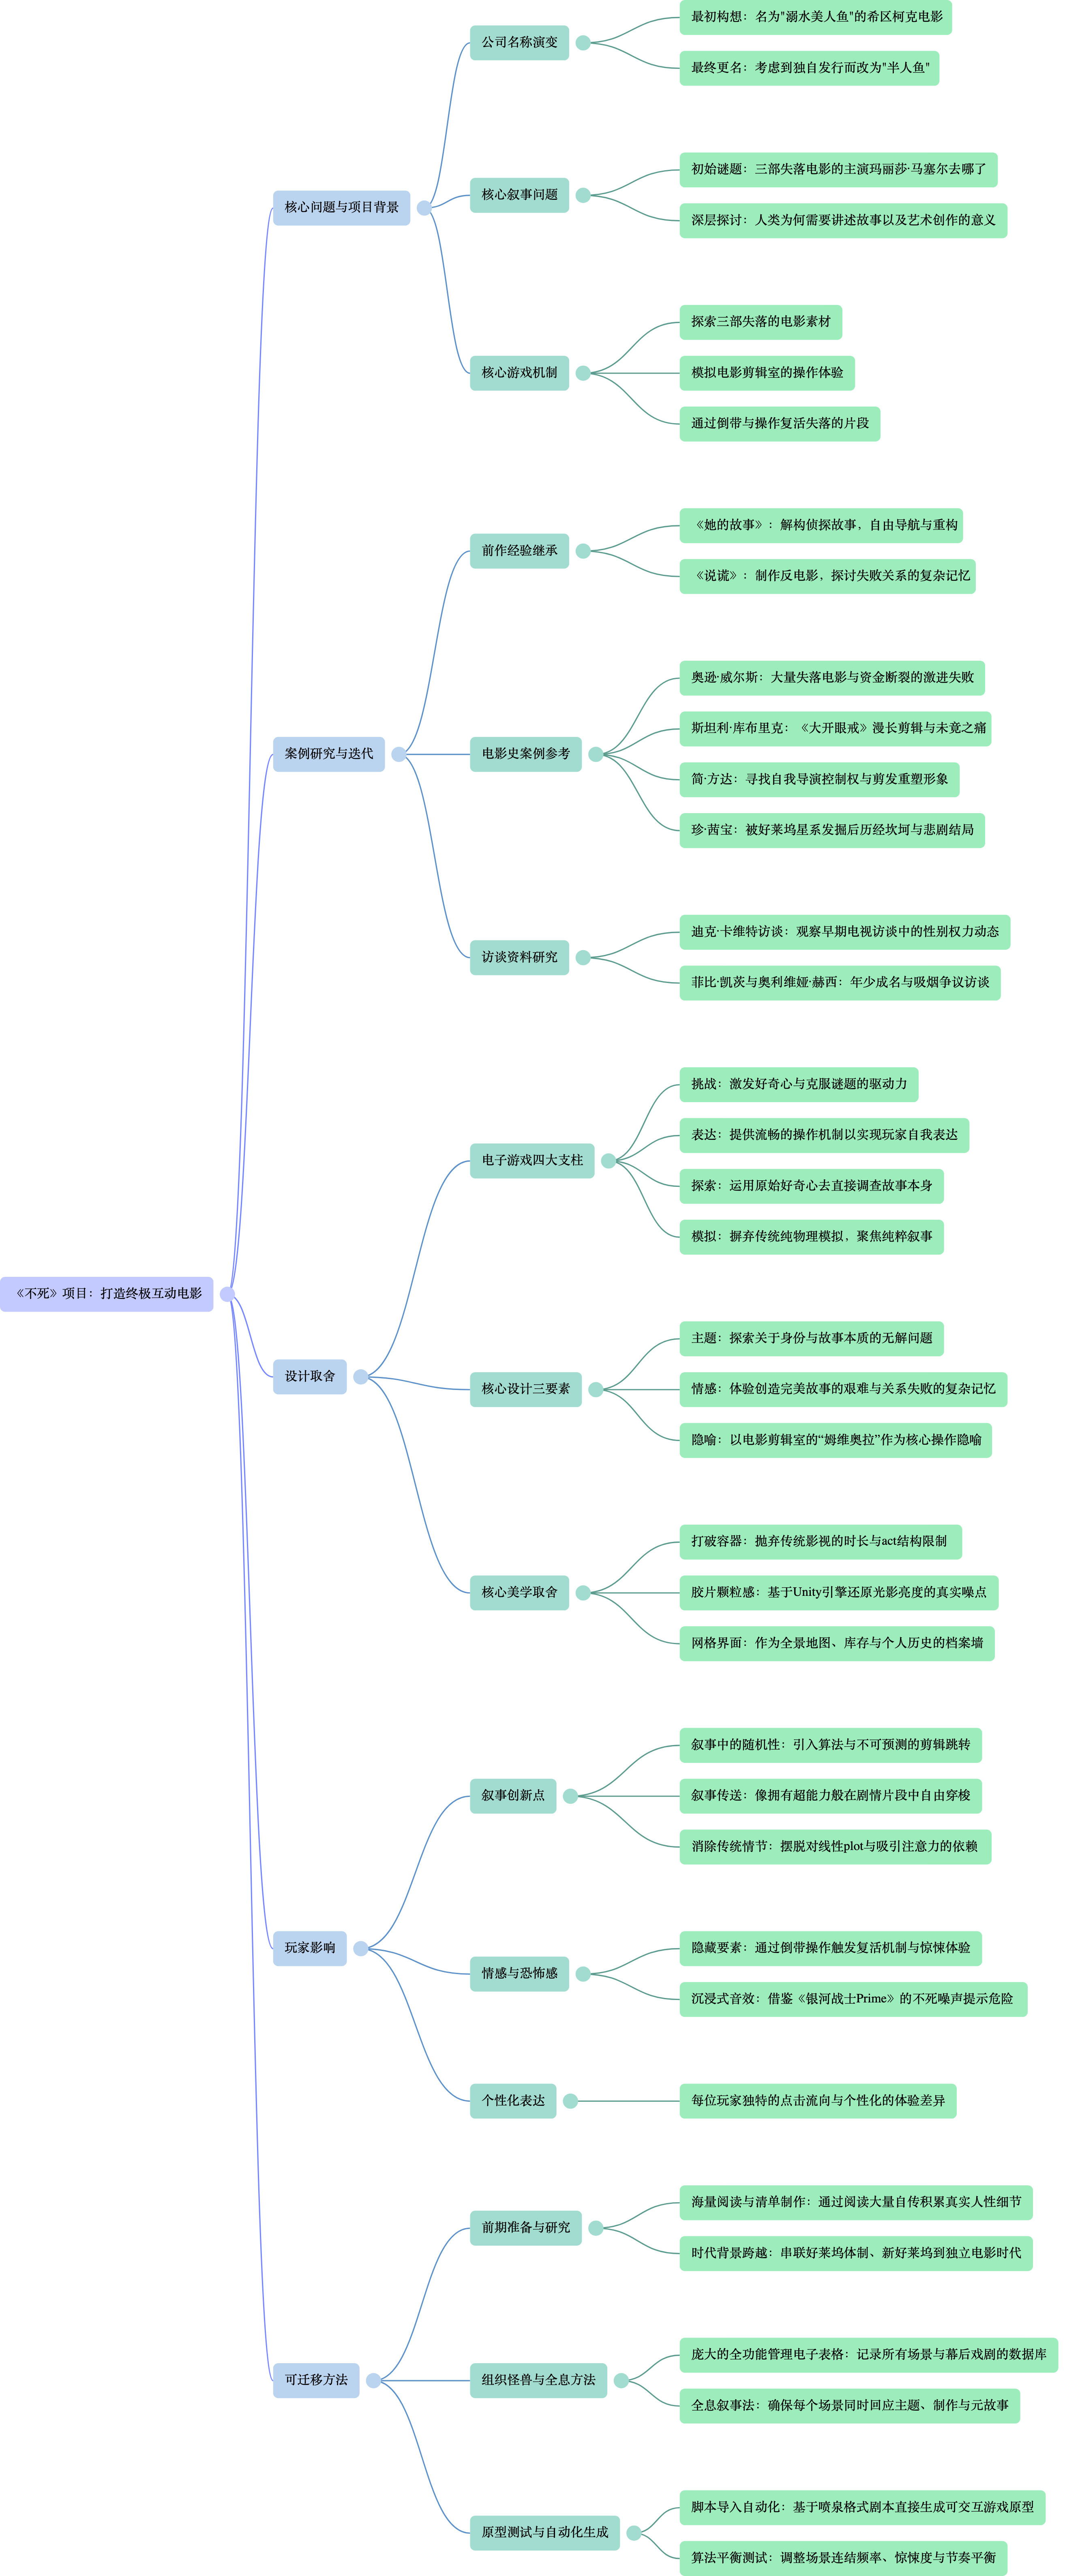 《不死》项目：打造终极互动电影
核心问题与项目背景
公司名称演变
最初构想：名为"溺水美人鱼"的希区柯克电影
最终更名：考虑到独自发行而改为"半人鱼"
核心叙事问题
初始谜题：三部失落电影的主演玛丽莎·马塞尔去哪了
深层探讨：人类为何需要讲述故事以及艺术创作的意义
核心游戏机制
探索三部失落的电影素材
模拟电影剪辑室的操作体验
通过倒带与操作复活失落的片段
案例研究与迭代
前作经验继承
《她的故事》：解构侦探故事，自由导航与重构
《说谎》：制作反电影，探讨失败关系的复杂记忆
电影史案例参考
奥逊·威尔斯：大量失落电影与资金断裂的激进失败
斯坦利·库布里克：《大开眼戒》漫长剪辑与未竟之痛
简·方达：寻找自我导演控制权与剪发重塑形象
珍·茜宝：被好莱坞星系发掘后历经坎坷与悲剧结局
访谈资料研究
迪克·卡维特访谈：观察早期电视访谈中的性别权力动态
菲比·凯茨与奥利维娅·赫西：年少成名与吸烟争议访谈
设计取舍
电子游戏四大支柱
挑战：激发好奇心与克服谜题的驱动力
表达：提供流畅的操作机制以实现玩家自我表达
探索：运用原始好奇心去直接调查故事本身
模拟：摒弃传统纯物理模拟，聚焦纯粹叙事
核心设计三要素
主题：探索关于身份与故事本质的无解问题
情感：体验创造完美故事的艰难与关系失败的复杂记忆
隐喻：以电影剪辑室的“姆维奥拉”作为核心操作隐喻
核心美学取舍
打破容器：抛弃传统影视的时长与act结构限制
胶片颗粒感：基于Unity引擎还原光影亮度的真实噪点
网格界面：作为全景地图、库存与个人历史的档案墙
玩家影响
叙事创新点
叙事中的随机性：引入算法与不可预测的剪辑跳转
叙事传送：像拥有超能力般在剧情片段中自由穿梭
消除传统情节：摆脱对线性plot与吸引注意力的依赖
情感与恐怖感
隐藏要素：通过倒带操作触发复活机制与惊悚体验
沉浸式音效：借鉴《银河战士Prime》的不死噪声提示危险
个性化表达
每位玩家独特的点击流向与个性化的体验差异
可迁移方法
前期准备与研究
海量阅读与清单制作：通过阅读大量自传积累真实人性细节
时代背景跨越：串联好莱坞体制、新好莱坞到独立电影时代
组织怪兽与全息方法
庞大的全功能管理电子表格：记录所有场景与幕后戏剧的数据库
全息叙事法：确保每个场景同时回应主题、制作与元故事
原型测试与自动化生成
脚本导入自动化：基于喷泉格式剧本直接生成可交互游戏原型
算法平衡测试：调整场景连结频率、惊悚度与节奏平衡